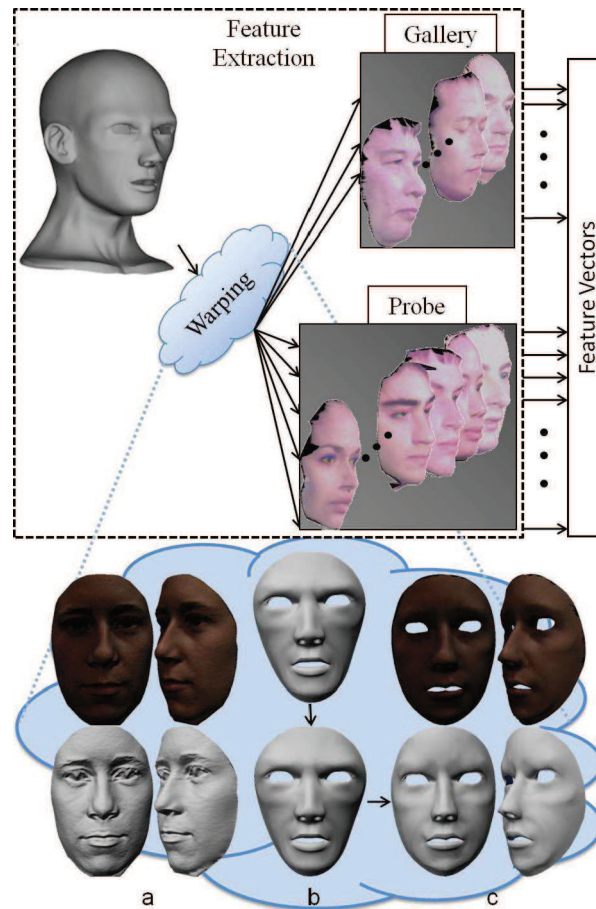 Feature
Extraction
Gallery
Warping
Probe
Feature Vectors
a
b
c